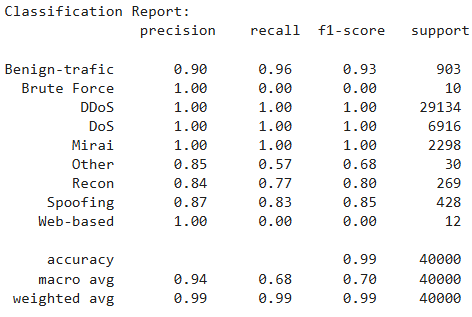 Classification Report:
precision recall f1-score support
Benign-trafic 0.90 0.96 0.93 903
Brute Force 1.00 0.00 0.00 10
DDoS 1.00 1.00 1.00 29134
DoS 1.00 1.00 1.00 6916
Mirai 1.00 1.00 1.00 2298
Other 0.85 0.57 0.68 30
Recon 0.84 0.77 0.80 269
Spoofing 0.87 0.83 0.85 428
Web-based 1.00 0.00 0.00 12
accuracy 0.99 40000
macro avg 0.94 0.68 0.70 40000
weighted avg 0.99 0.99 0.99 40000